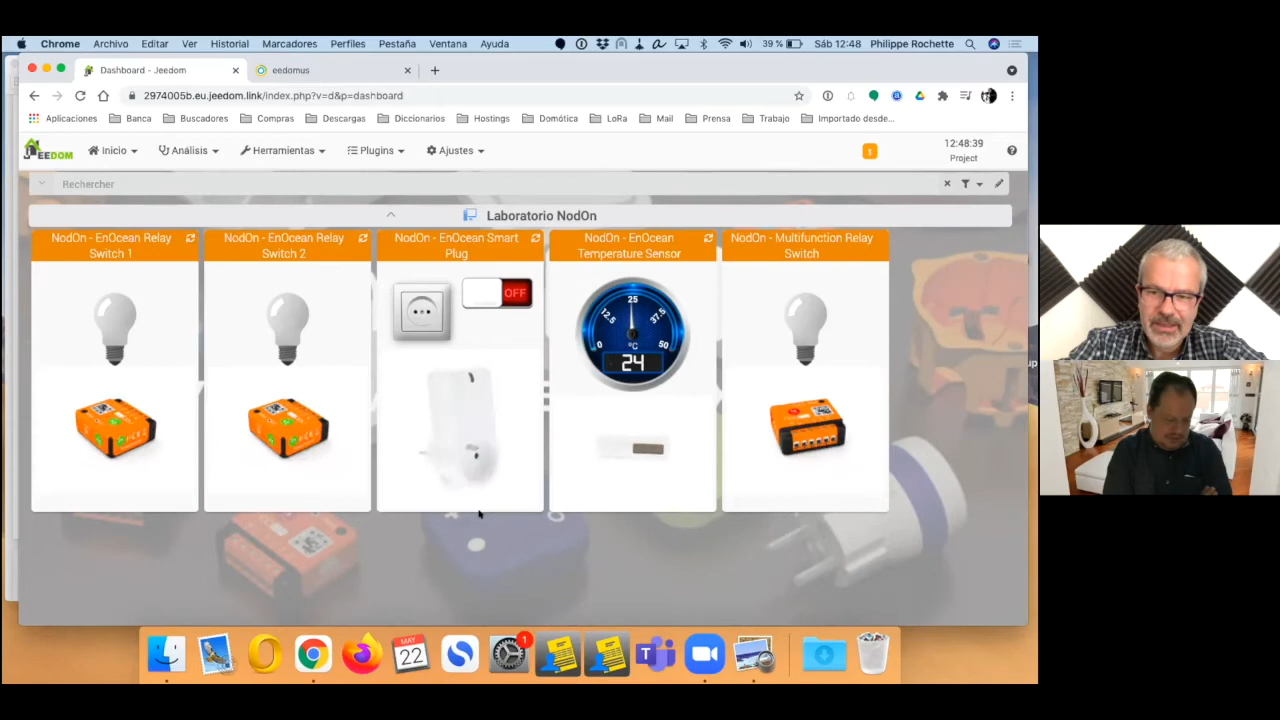 Chrome Archivo Editar Ver Historial Marcadores Perfiles Pestaña Ventana Ayuda 39 % Sáb 12:48 Philippe Rochette
Dashboard - Jeedom eedomus
2974005b.eu.jeedom.link/index.php?v=d&p=dashboard
Aplicaciones Banca Buscadores Compras Descargas Diccionarios Hostings Domótica LoRa Mail Prensa Trabajo Importado desde...
JEEDOM Inicio Análisis Herramientas Plugins Ajustes 12:48:39
Project
Rechercher
Laboratorio NodOn
NodOn - EnOcean Relay
Switch 1
NodOn - EnOcean Relay
Switch 2
NodOn - EnOcean Smart
Plug
OFF
NodOn - EnOcean
Temperature Sensor
0 12.5 25 37.5 50
°C
24
NodOn - Multifunction Relay
Switch
MAY
22
1
T